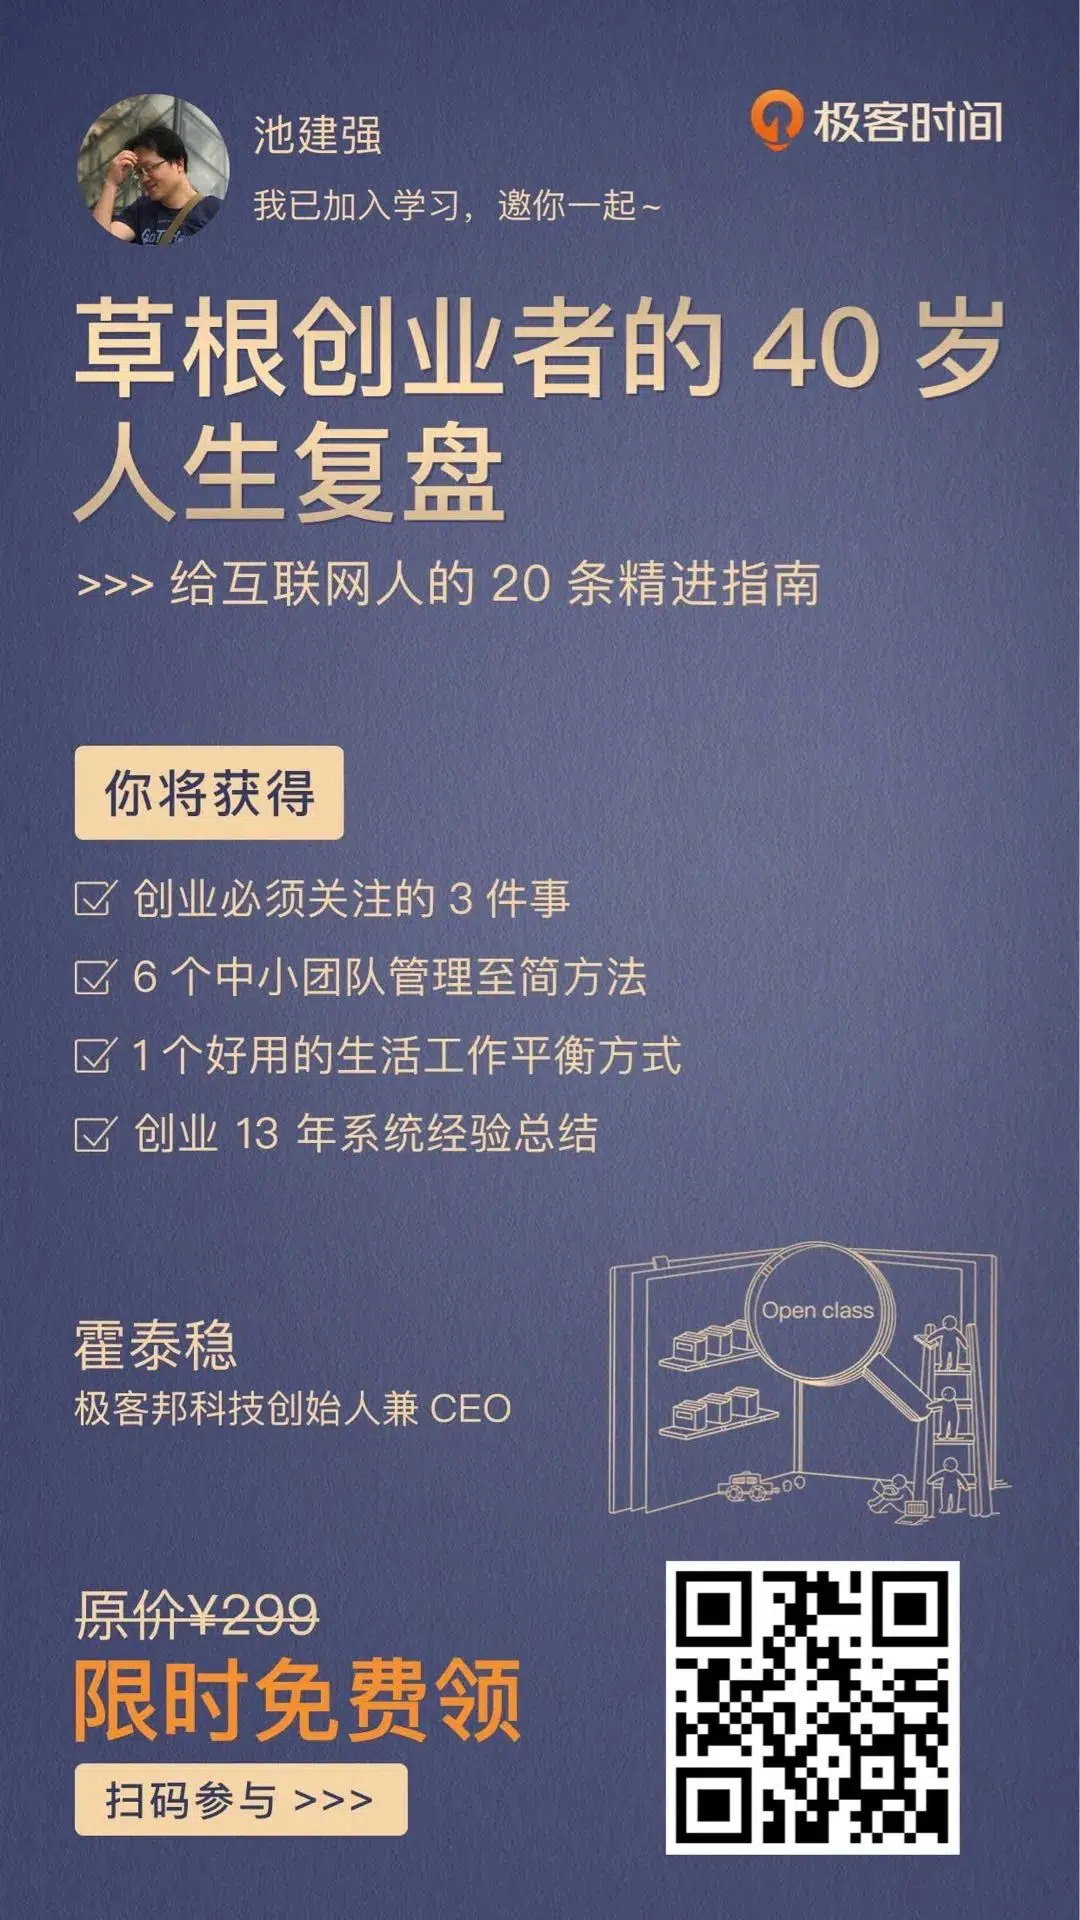 池建强
极客时间
我已加入学习，邀你一起~
草根创业者的 40 岁
人生复盘
>>> 给互联网人的 20 条精进指南
你将获得
创业必须关注的 3 件事
6 个中小团队管理至简方法
1 个好用的生活工作平衡方式
创业 13 年系统经验总结
Open class
霍泰稳
极客邦科技创始人兼 CEO
原价¥299
限时免费领
扫码参与 >>>